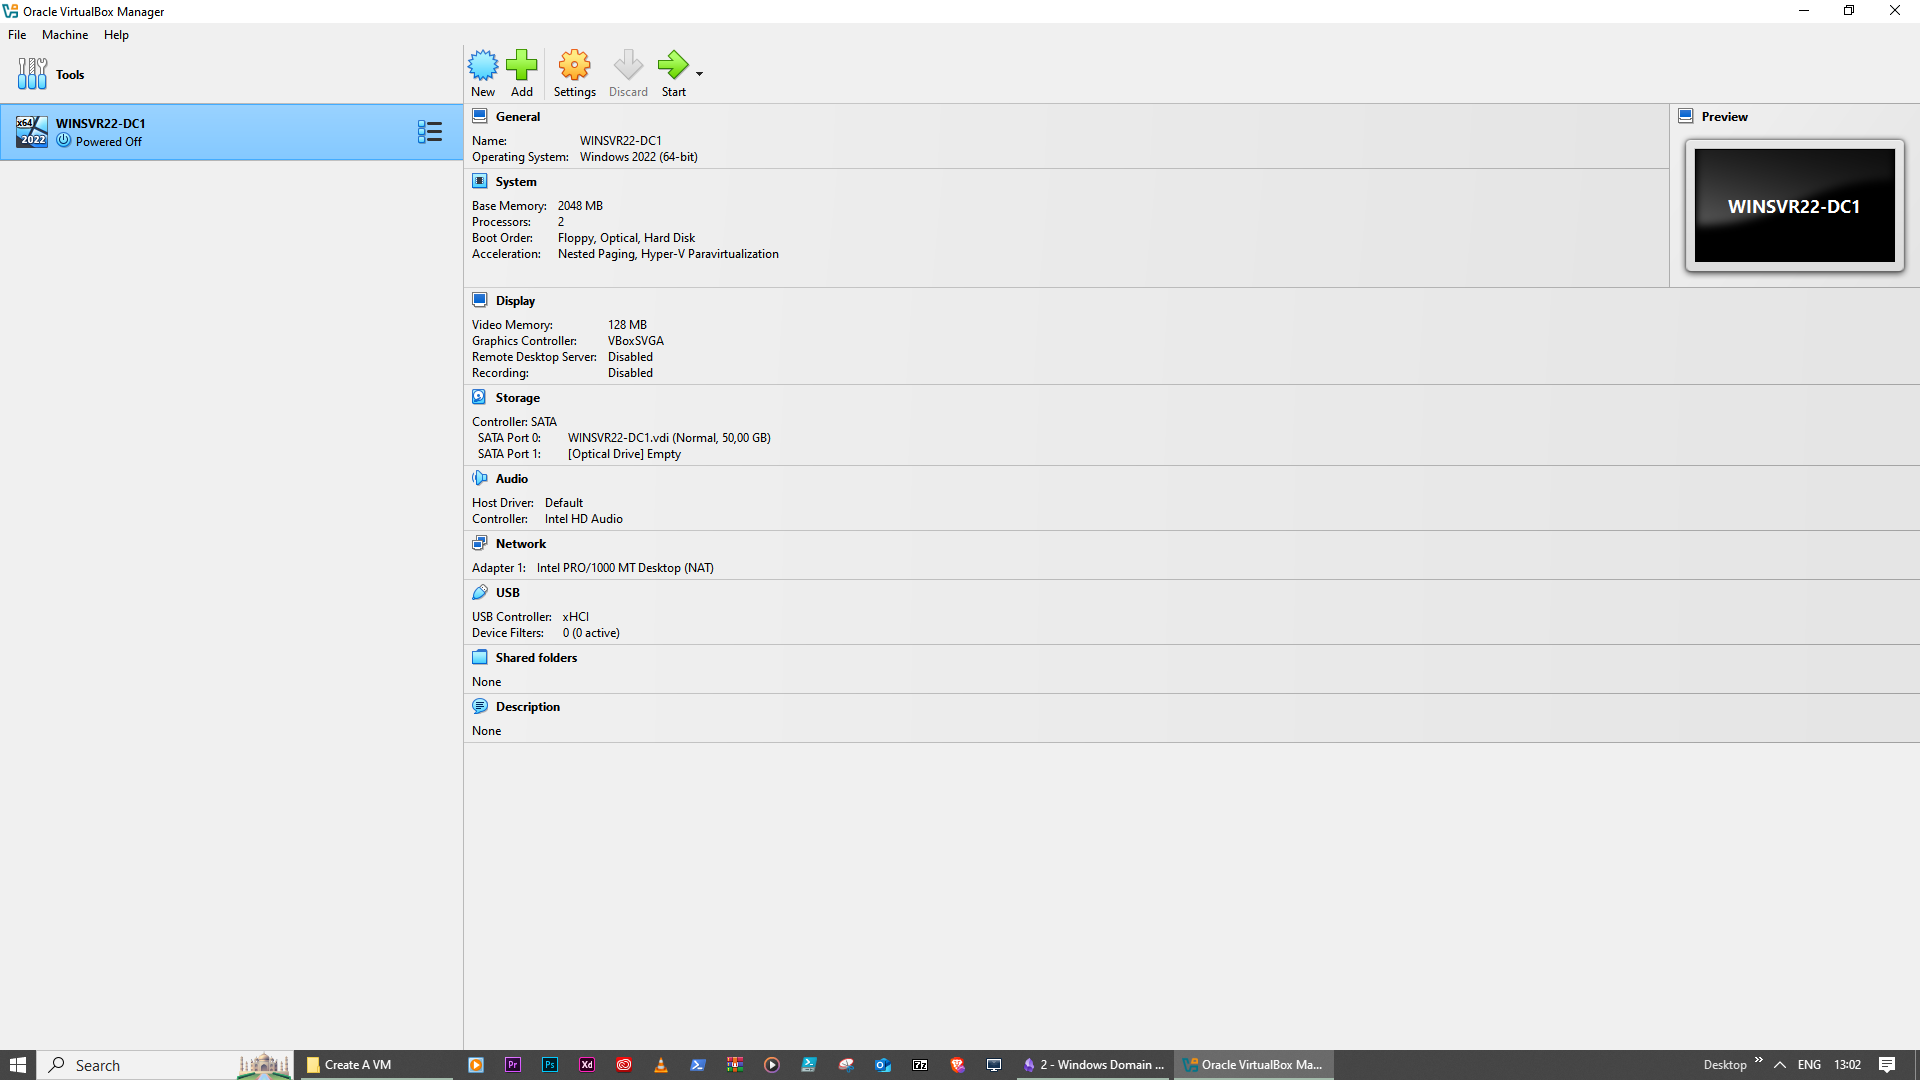 Oracle VirtualBox Manager
File Machine Help
Tools
New Add Settings Discard Start
x64 2022
WINSVR22-DC1
Powered Off
General
Name: WINSVR22-DC1
Operating System: Windows 2022 (64-bit)
Preview
WINSVR22-DC1
System
Base Memory: 2048 MB
Processors: 2
Boot Order: Floppy, Optical, Hard Disk
Acceleration: Nested Paging, Hyper-V Paravirtualization
Display
Video Memory: 128 MB
Graphics Controller: VBoxSVGA
Remote Desktop Server: Disabled
Recording: Disabled
Storage
Controller: SATA
SATA Port 0: WINSVR22-DC1.vdi (Normal, 50,00 GB)
SATA Port 1: [Optical Drive] Empty
Audio
Host Driver: Default
Controller: Intel HD Audio
Network
Adapter 1: Intel PRO/1000 MT Desktop (NAT)
USB
USB Controller: xHCI
Device Filters: 0 (0 active)
Shared folders
None
Description
None
Search Create A VM Pr Ps Xd 7z 2 - Windows Domain ... Oracle VirtualBox Ma... Desktop » ENG 13:02